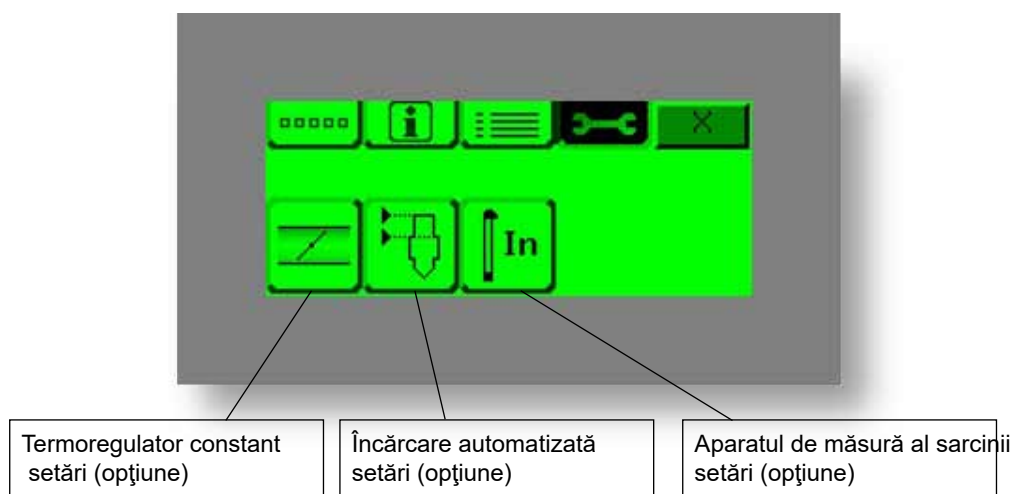 X
In
Termoregulator constant
setări (opţiune)
Încărcare automatizată
setări (opţiune)
Aparatul de măsură al sarcinii
setări (opţiune)